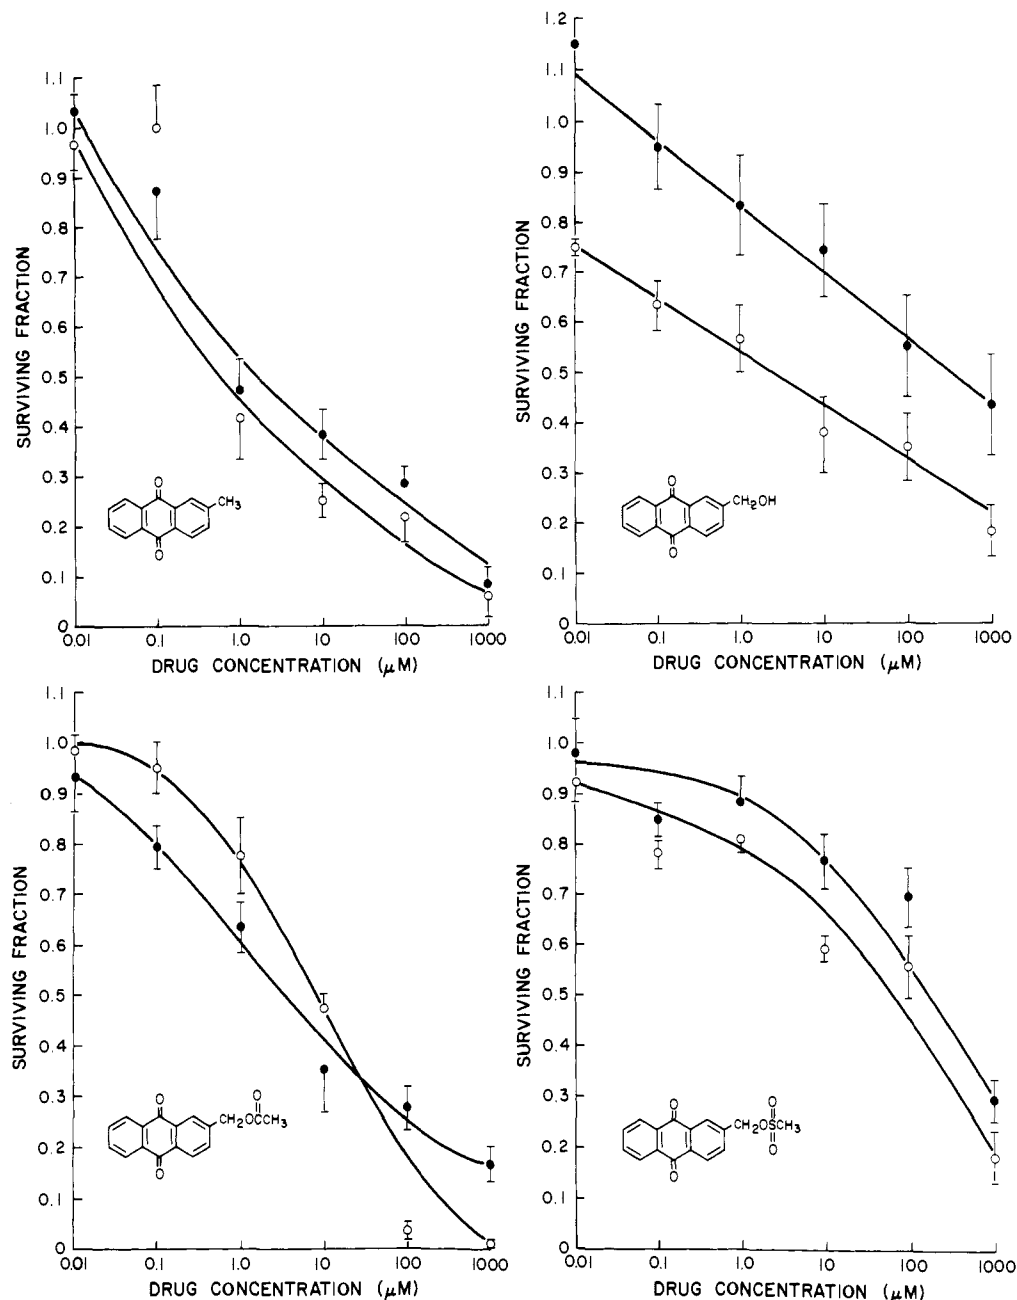 1.1
1.0
0.9
0.8
0.7
0.6
0.5
0.4
0.3
0.2
0.1
0
SURVIVING FRACTION
O
CH3
O
0.01 0.1 1.0 10 100 1000
DRUG CONCENTRATION (μM)
1.2
1.1
1.0
0.9
0.8
0.7
0.6
0.5
0.4
0.3
0.2
0.1
0
SURVIVING FRACTION
O
CH2OH
O
0.01 0.1 1.0 10 100 1000
DRUG CONCENTRATION (μM)
1.1
1.0
0.9
0.8
0.7
0.6
0.5
0.4
0.3
0.2
0.1
0
SURVIVING FRACTION
O
O
CH2OCCH3
O
0.01 0.1 1.0 10 100 1000
DRUG CONCENTRATION (μM)
1.1
1.0
0.9
0.8
0.7
0.6
0.5
0.4
0.3
0.2
0.1
0
SURVIVING FRACTION
O
O
CH2OSCH3
O
O
0.01 0.1 1.0 10 100 1000
DRUG CONCENTRATION (μM)